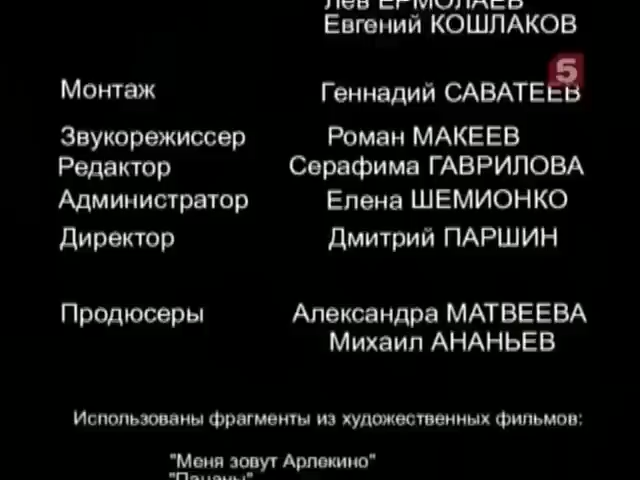 Лев ЕРМОЛАЕВ
Евгений КОШЛАКОВ
5
Монтаж Геннадий САВАТЕЕВ
Звукорежиссер Роман МАКЕЕВ
Редактор Серафима ГАВРИЛОВА
Администратор Елена ШЕМИОНКО
Директор Дмитрий ПАРШИН
Продюсеры Александра МАТВЕЕВА
Михаил АНАНЬЕВ
Использованы фрагменты из художественных фильмов:
"Меня зовут Арлекино"
"Пацаны"